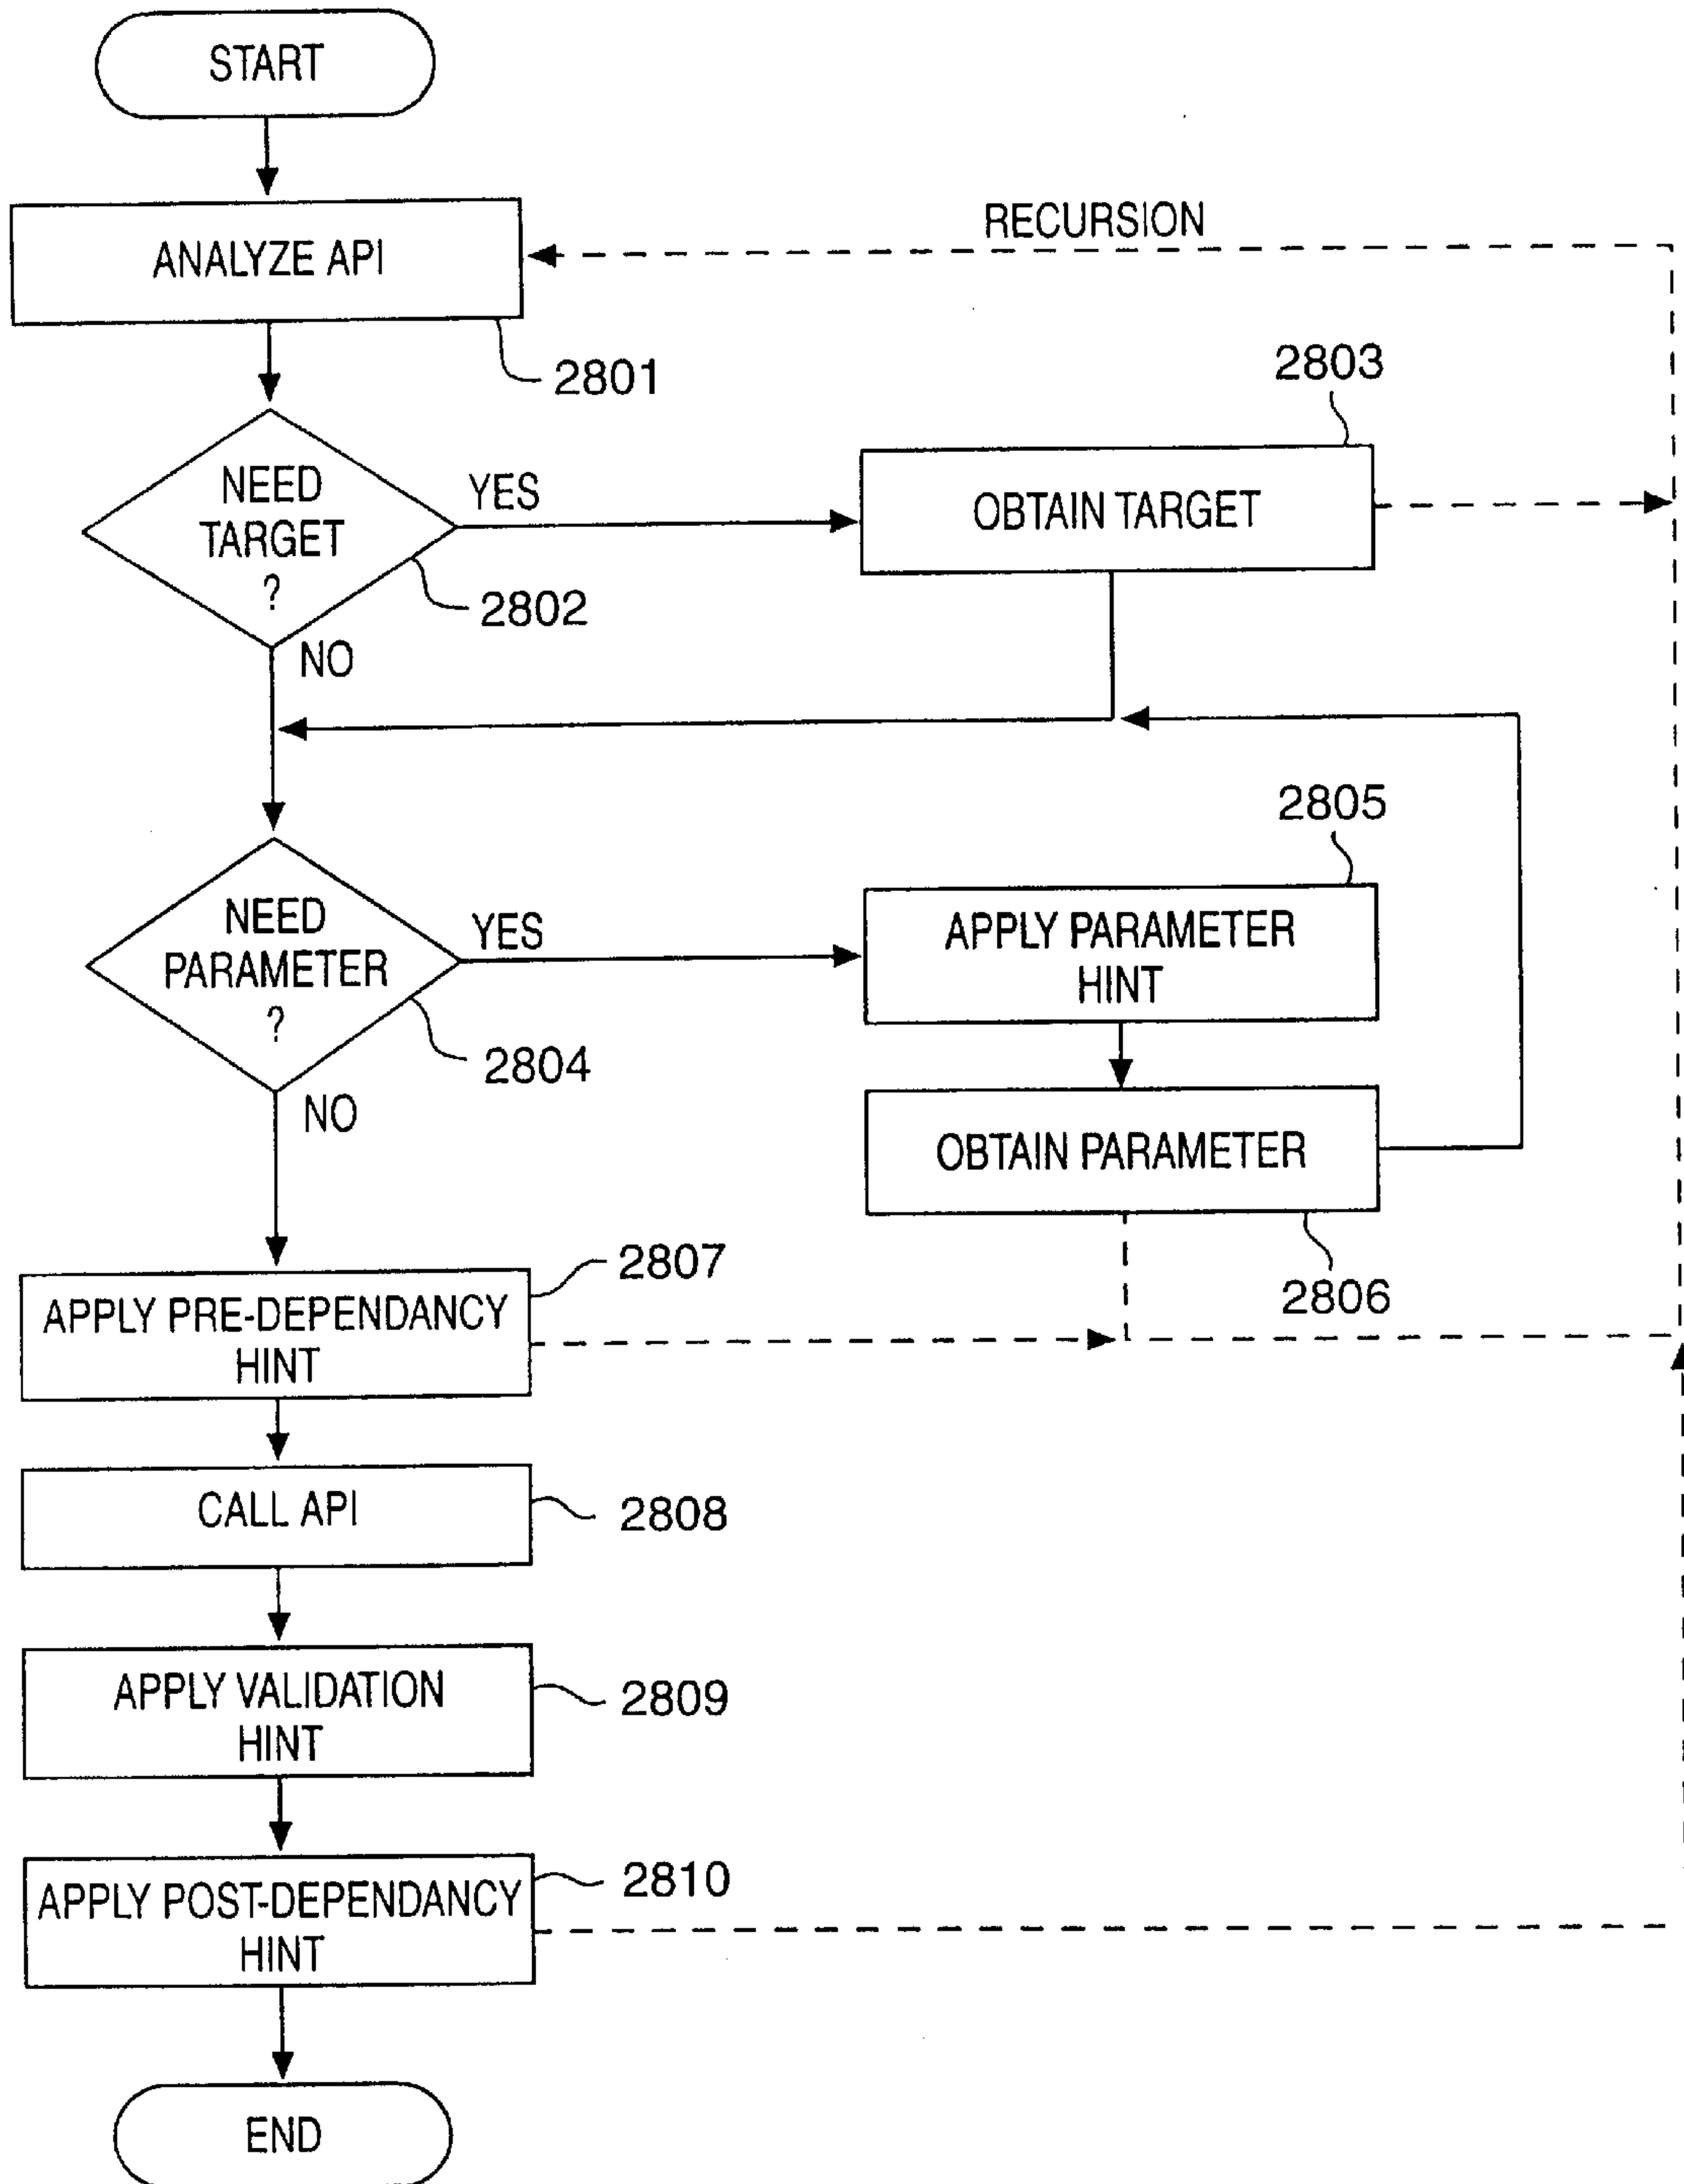 START
RECURSION
ANALYZE API
2801
2803
NEED
TARGET
?
YES
OBTAIN TARGET
2802
NO
2805
NEED
PARAMETER
?
YES
APPLY PARAMETER
HINT
2804
NO
OBTAIN PARAMETER
2806
2807
APPLY PRE-DEPENDANCY
HINT
CALL API
2808
APPLY VALIDATION
HINT
2809
APPLY POST-DEPENDANCY
HINT
2810
END